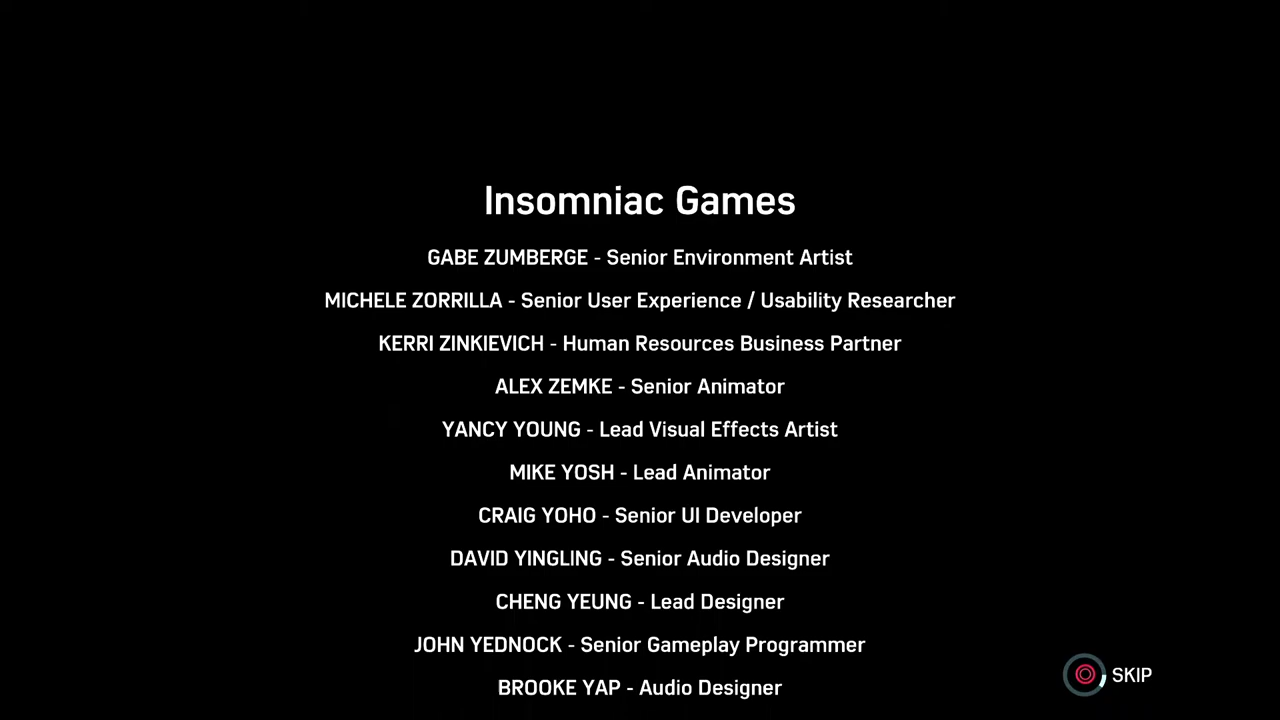 Insomniac Games
GABE ZUMBERGE - Senior Environment Artist
MICHELE ZORRILLA - Senior User Experience / Usability Researcher
KERRI ZINKIEVICH - Human Resources Business Partner
ALEX ZEMKE - Senior Animator
YANCY YOUNG - Lead Visual Effects Artist
MIKE YOSH - Lead Animator
CRAIG YOHO - Senior UI Developer
DAVID YINGLING - Senior Audio Designer
CHENG YEUNG - Lead Designer
JOHN YEDNOCK - Senior Gameplay Programmer
SKIP
BROOKE YAP - Audio Designer